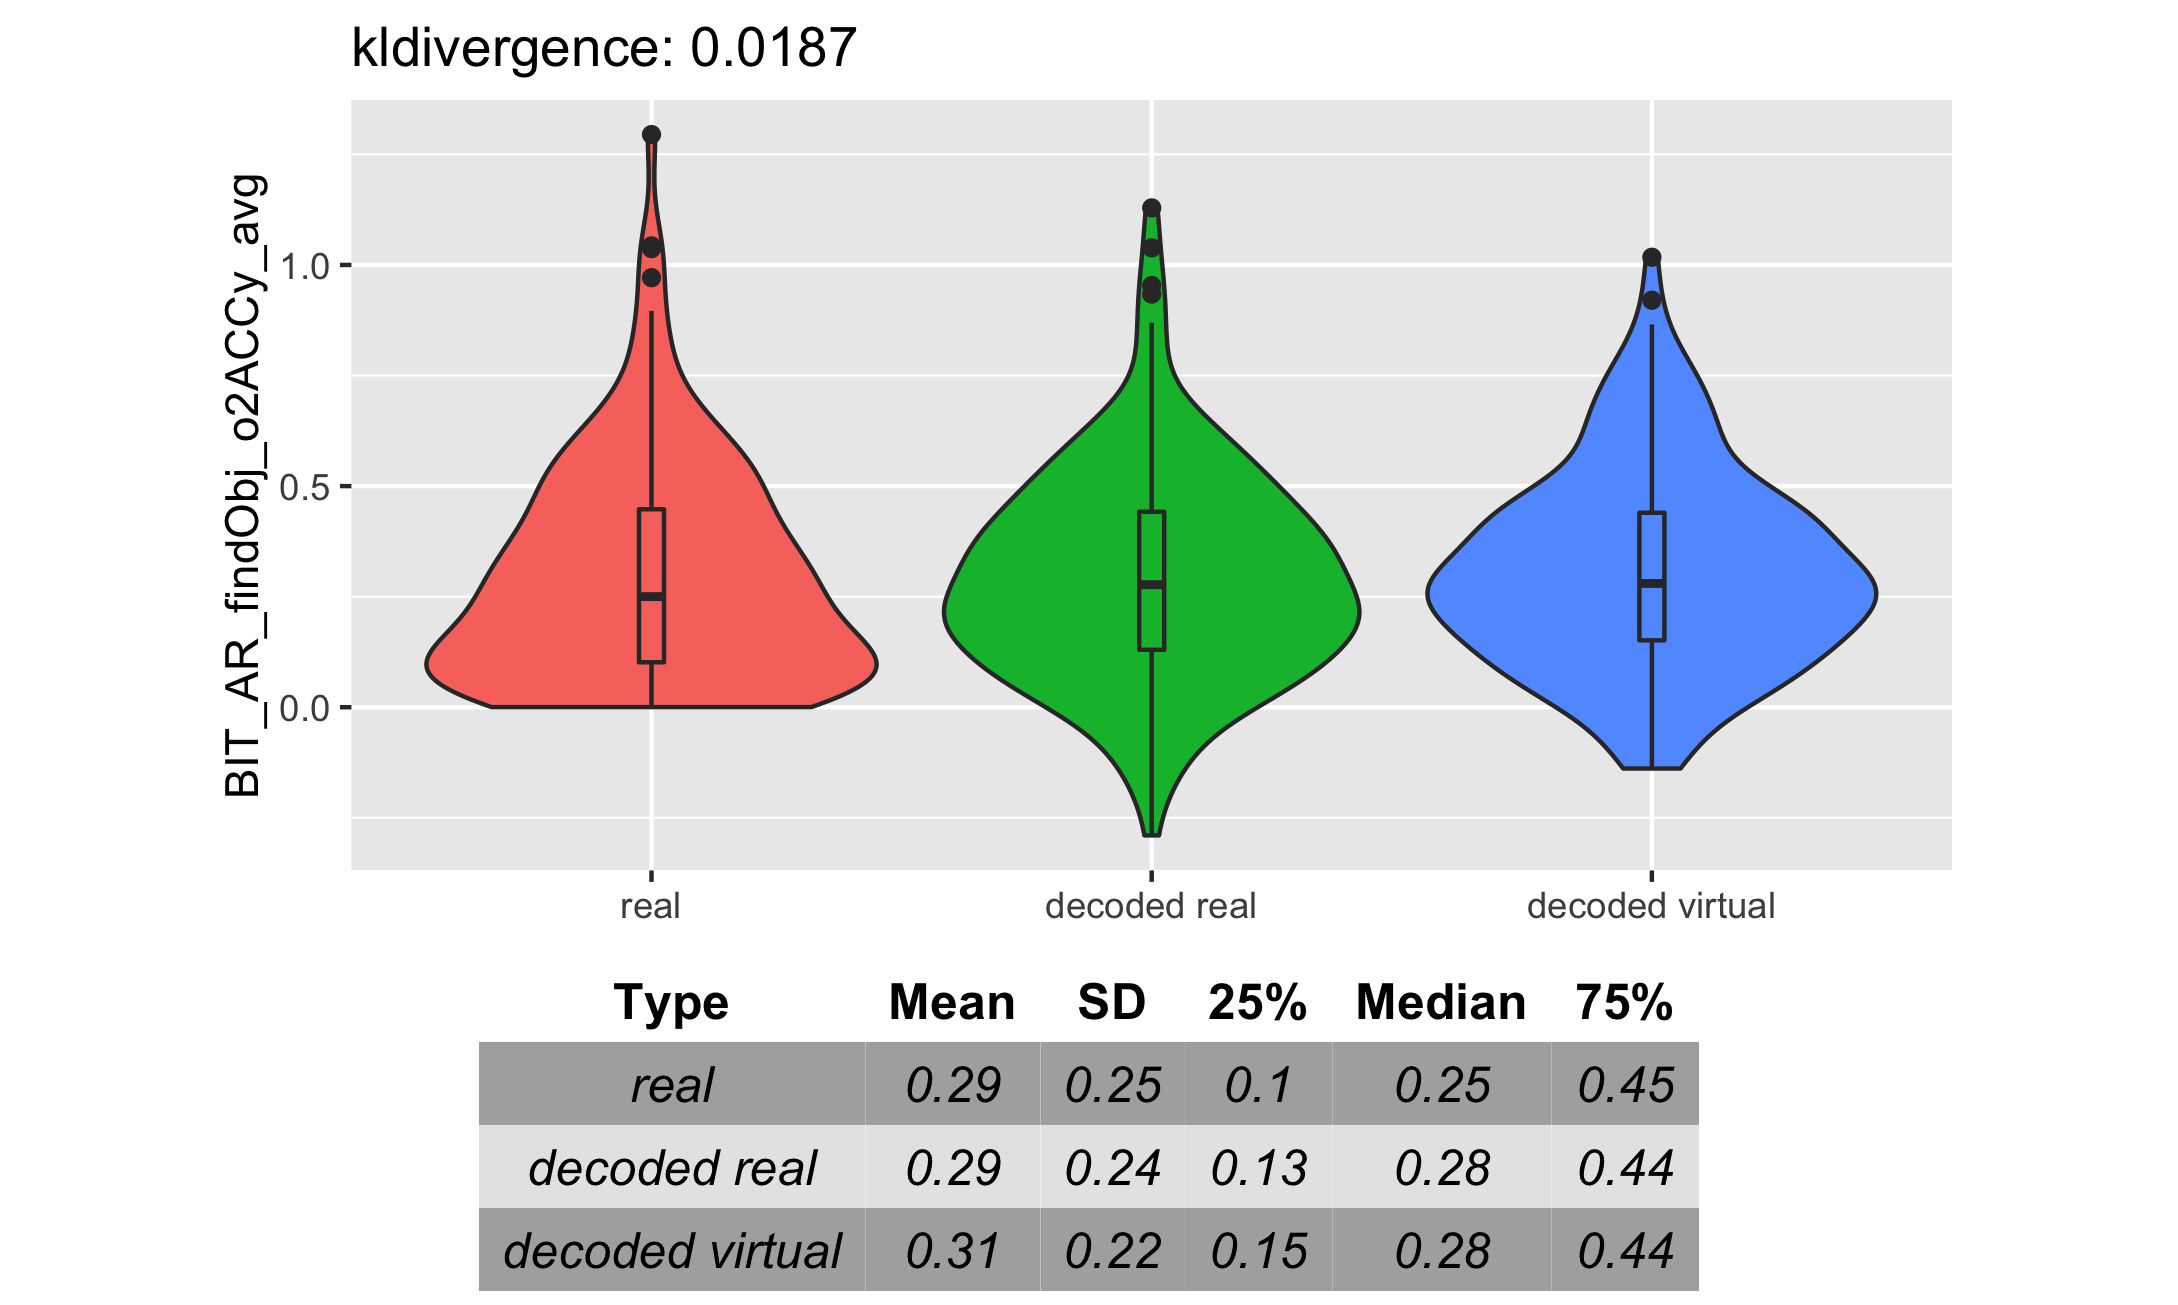 kldivergence: 0.0187
BIT_AR_findObj_o2ACCy_avg
1.0
0.5
0.0
real decoded real decoded virtual
Type Mean SD 25% Median 75%
real 0.29 0.25 0.1 0.25 0.45
decoded real 0.29 0.24 0.13 0.28 0.44
decoded virtual 0.31 0.22 0.15 0.28 0.44